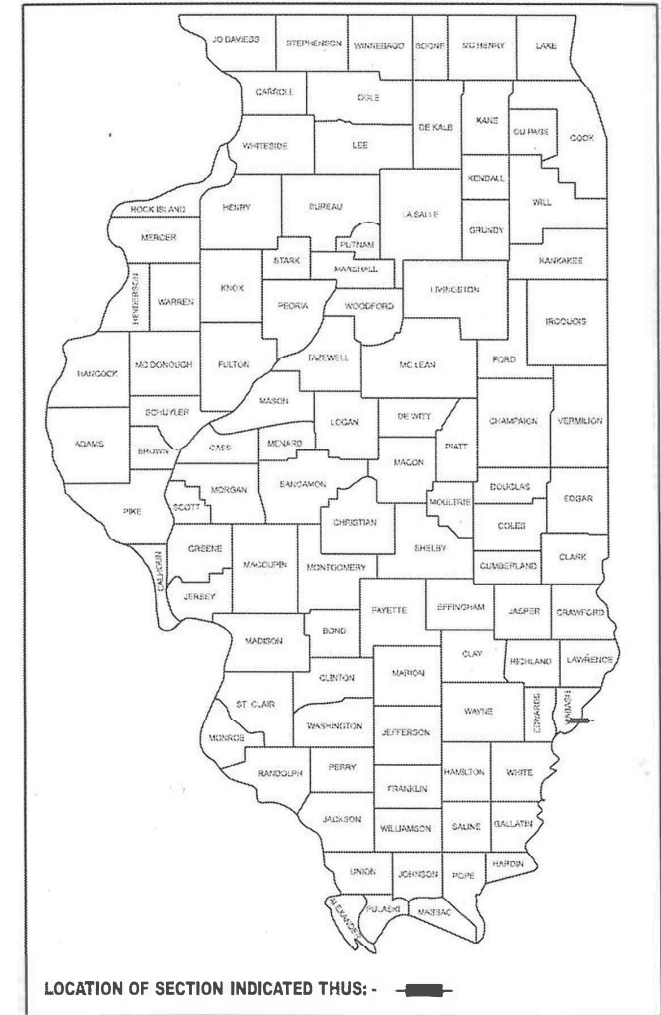 JO DAVIESS
STEPHENSON
WINNEBAGO
BOONE
MC HENRY
LAKE
CARROLL
OGLE
DE KALB
KANE
DU PAGE
COOK
WHITESIDE
LEE
KENDALL
WILL
ROCK ISLAND
HENRY
BUREAU
LA SALLE
GRUNDY
MERCER
PUTNAM
STARK
MARSHALL
KANKAKEE
HENDERSON
WARREN
KNOX
PEORIA
WOODFORD
LIVINGSTON
IROQUOIS
HANCOCK
MC DONOUGH
FULTON
TAZEWELL
MC LEAN
FORD
MASON
SCHUYLER
LOGAN
DE WITT
CHAMPAIGN
VERMILION
ADAMS
BROWN
CASS
MENARD
MACON
PIATT
PIKE
SCOTT
MORGAN
SANGAMON
CHRISTIAN
MOULTRIE
DOUGLAS
COLES
EDGAR
CALHOUN
GREENE
MACOUPIN
MONTGOMERY
SHELBY
CUMBERLAND
CLARK
JERSEY
FAYETTE
EFFINGHAM
JASPER
CRAWFORD
MADISON
BOND
CLAY
RICHLAND
LAWRENCE
CLINTON
MARION
ST CLAIR
WASHINGTON
WAYNE
EDWARDS
WABASH
MONROE
JEFFERSON
RANDOLPH
PERRY
HAMILTON
WHITE
FRANKLIN
JACKSON
WILLIAMSON
SALINE
GALLATIN
UNION
JOHNSON
POPE
HARDIN
ALEXANDER
PULASKI
MASSAC
LOCATION OF SECTION INDICATED THUS: -